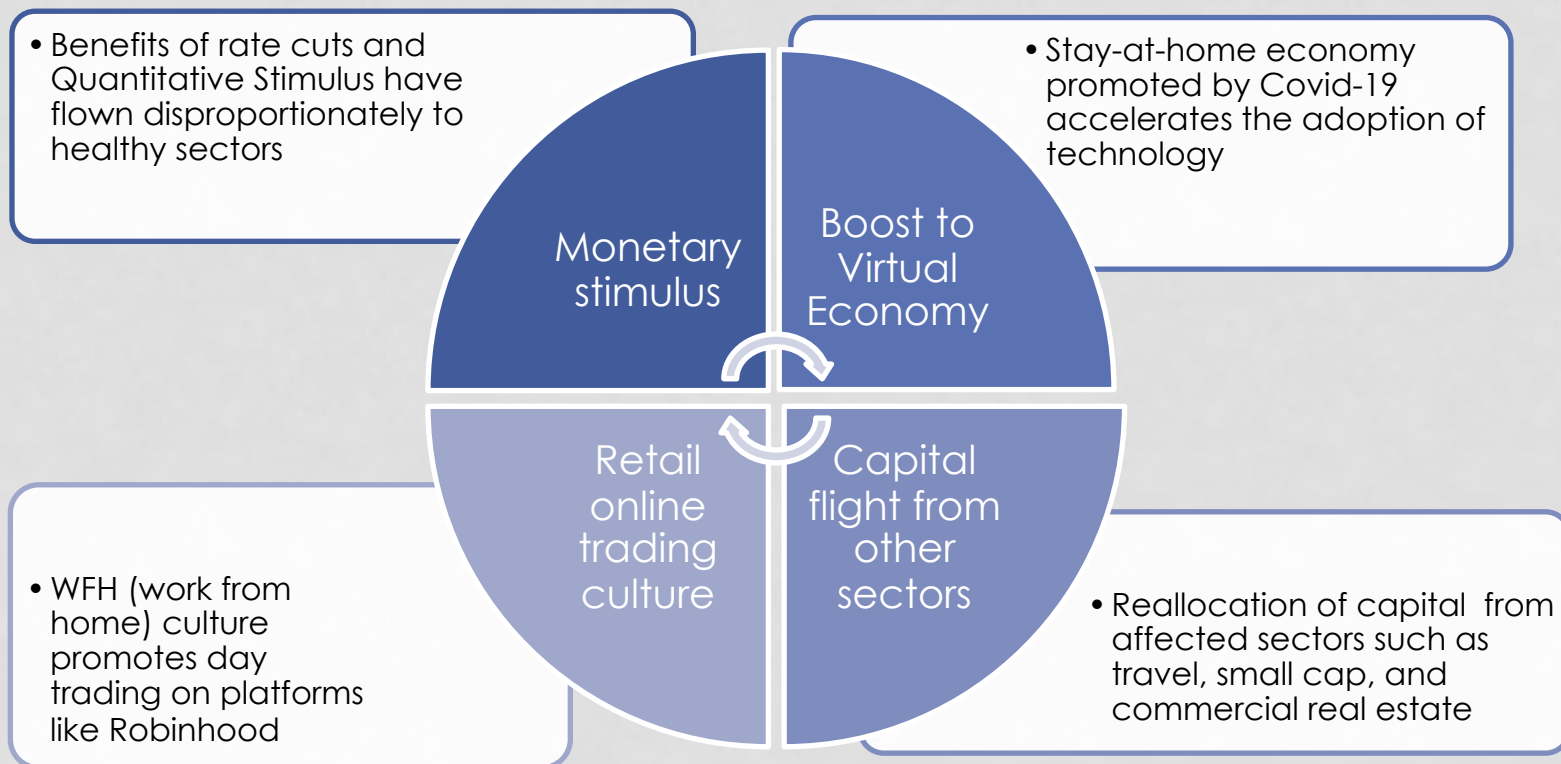 • Benefits of rate cuts and
Quantitative Stimulus have
flown disproportionately to
healthy sectors
• Stay-at-home economy
promoted by Covid-19
accelerates the adoption of
technology
Monetary
stimulus
Boost to
Virtual
Economy
Retail
online
trading
culture
Capital
flight from
other
sectors
• WFH (work from
home) culture
promotes day
trading on platforms
like Robinhood
• Reallocation of capital  from
affected sectors such as
travel, small cap, and
commercial real estate